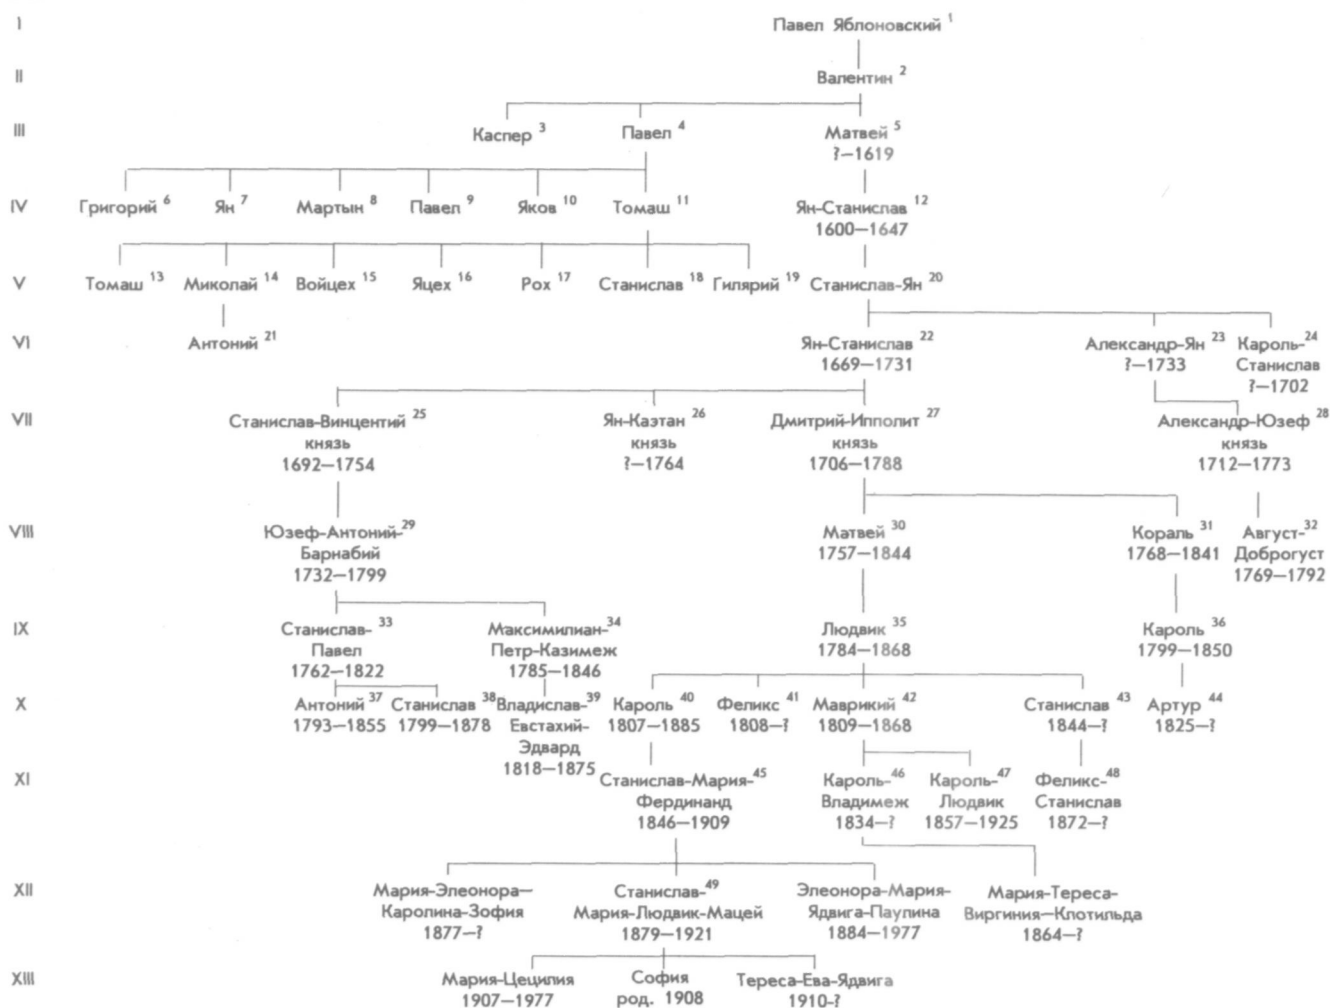 I Павел Яблоновский 1
II Валентин 2
III Каспер 3 Павел 4 Матвей 5
?—1619
IV Григорий 6 Ян 7 Мартын 8 Павел 9 Яков 10 Томаш 11 Ян-Станислав 12
1600—1647
V Томаш 13 Миколай 14 Войцех 15 Яцех 16 Рох 17 Станислав 18 Гилярий 19 Станислав-Ян 20
VI Антоний 21 Ян-Станислав 22 Александр-Ян 23 Кароль-24
1669—1731 ?—1733 Станислав
?—1702
VII Станислав-Винцентий 25 Ян-Каэтан 26 Дмитрий-Ипполит 27 Александр-Юзеф 28
князь князь князь князь
1692—1754 ?—1764 1706—1788 1712—1773
VIII Юзеф-Антоний-29 Матвей 30 Кораль 31 Август-32
Барнабий 1757—1844 1768—1841 Доброгуст
1732—1799 1769—1792
IX Станислав-33 Максимилиан-34 Людвик 35 Кароль 36
Павел Петр-Казимеж 1784—1868 1799—1850
1762—1822 1785—1846
X Антоний 37 Станислав 38 Владислав-39 Кароль 40 Феликс 41 Маврикий 42 Станислав 43 Артур 44
1793—1855 1799—1878 Евстахий- 1807—1885 1808—? 1809—1868 1844—? 1825—?
Эдвард
1818—1875
XI Станислав-Мария-45 Кароль-46 Кароль-47 Феликс-48
Фердинанд Владимеж Людвик Станислав
1846—1909 1834—? 1857—1925 1872—?
XII Мария-Элеонора— Станислав-49 Элеонора-Мария- Мария-Тереса-
Каролина-Зофия Мария-Людвик-Мацей Ядвига-Паулина Виргиния—Клотильда
1877—? 1879—1921 1884—1977 1864—?
XIII Мария-Цецилия София Тереса-Ева-Ядвига
1907—1977 род. 1908 1910-?